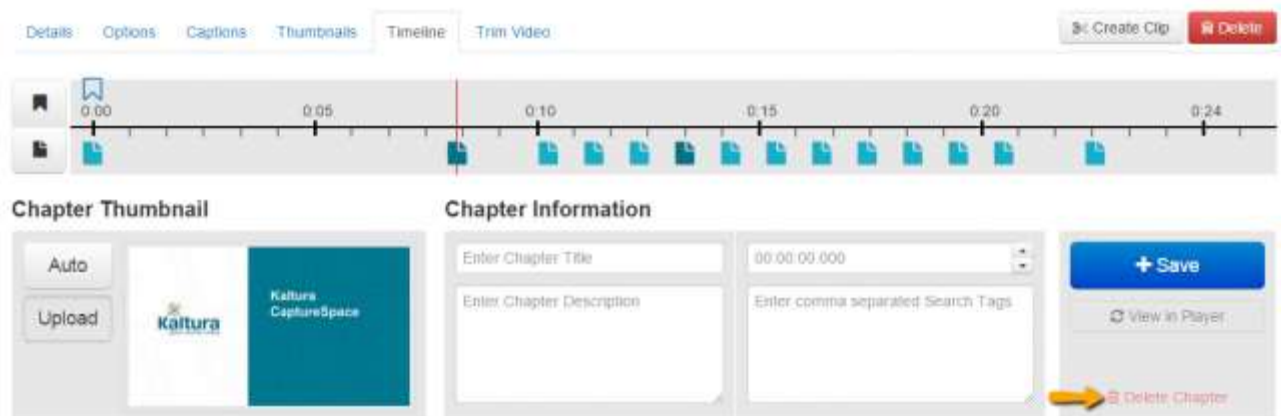 Details Options Captions Thumbnails Timeline Trim Video Create Clip Delete
0:00 0:05 0:10 0:15 0:20 0:24
Chapter Thumbnail Chapter Information
Auto
Upload
Kaltura
Kaltura
CaptureSpace
Enter Chapter Title 00:00:00.000
Enter Chapter Description Enter comma separated Search Tags
+ Save
View in Player
Delete Chapter